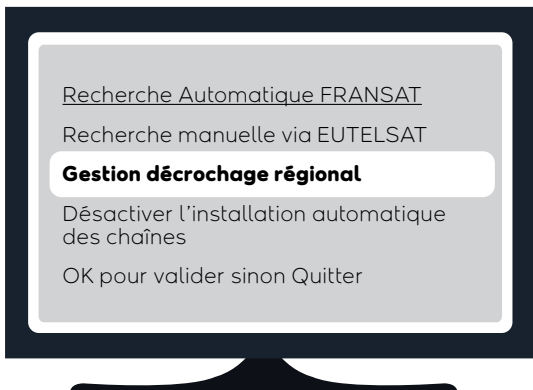 Recherche Automatique FRANSAT
Recherche manuelle via EUTELSAT
Gestion décrochage régional
Désactiver l'installation automatique
des chaînes
OK pour valider sinon Quitter